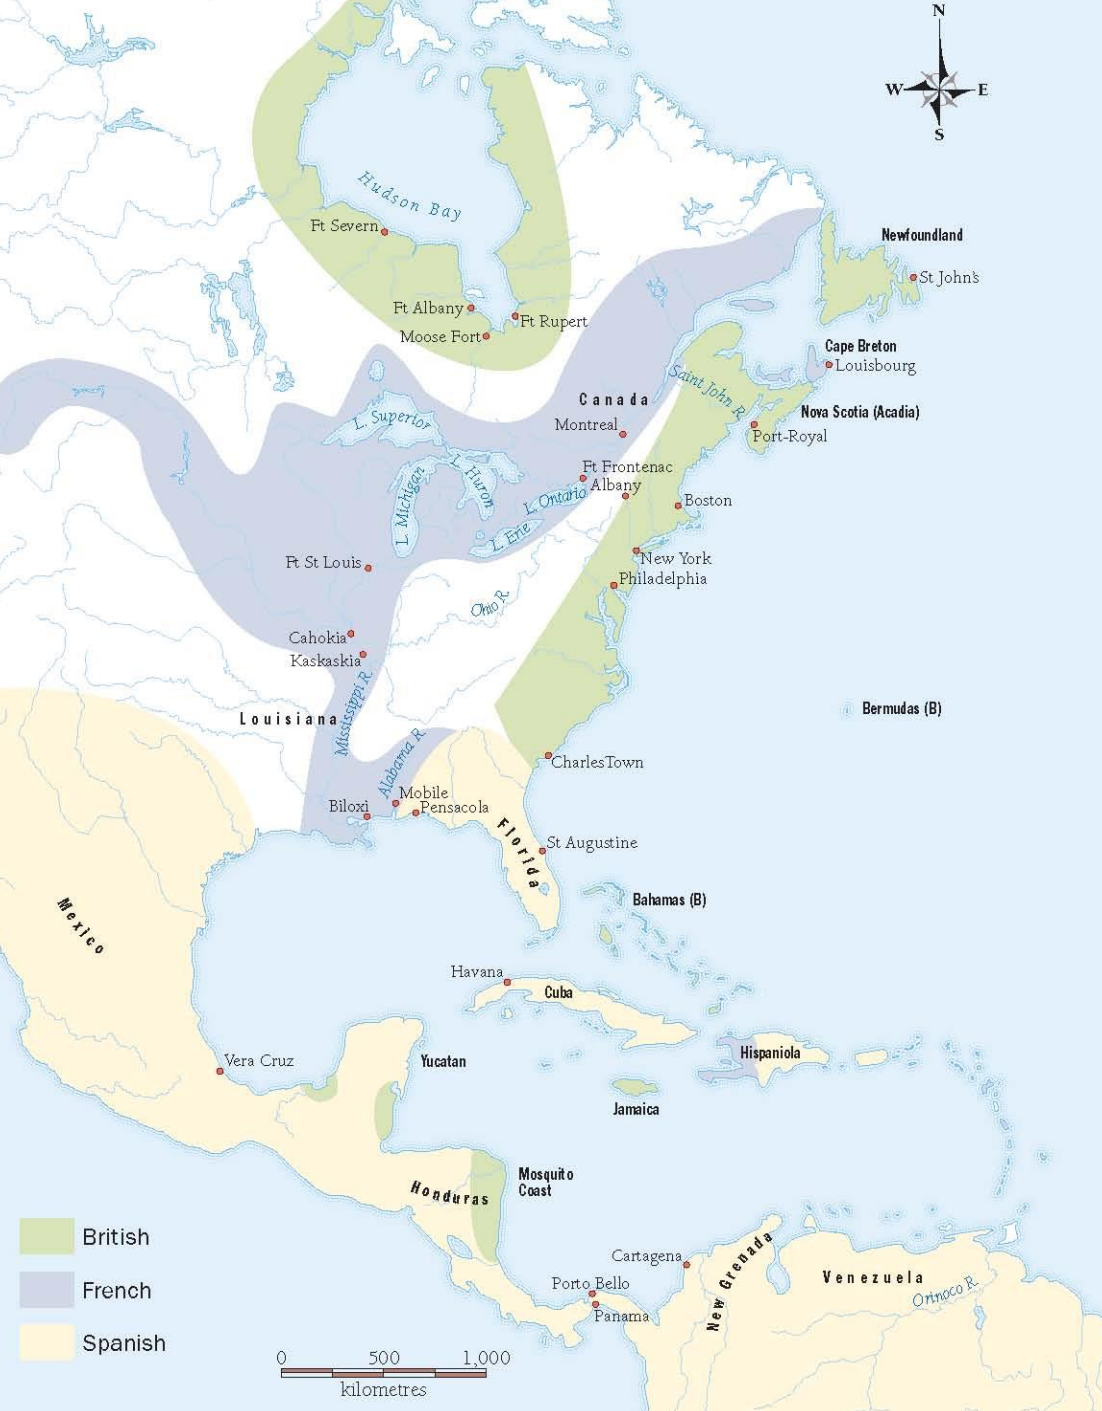 N
W
E
S
Hudson Bay
Ft Severn
Newfoundland
St John's
Ft Albany
Ft Rupert
Moose Fort
Cape Breton
Louisbourg
Saint John R.
Canada
Nova Scotia (Acadia)
L. Superior
Montreal
Port-Royal
L. Michigan
L. Huron
Ft Frontenac
Albany
L. Ontario
Boston
L. Erie
New York
Ft St Louis
Philadelphia
Ohio R.
Cahokia
Kaskaskia
Mississippi R.
Louisiana
Bermudas (B)
Alabama R.
CharlesTown
Mobile
Biloxi
Pensacola
Florida
St Augustine
Mexico
Bahamas (B)
Havana
Cuba
Vera Cruz
Yucatan
Hispaniola
Jamaica
Mosquito
Coast
Honduras
British
Cartagena
New Grenada
Venezuela
Orinoco R.
French
Porto Bello
Panama
Spanish
0 500 1,000
kilometres